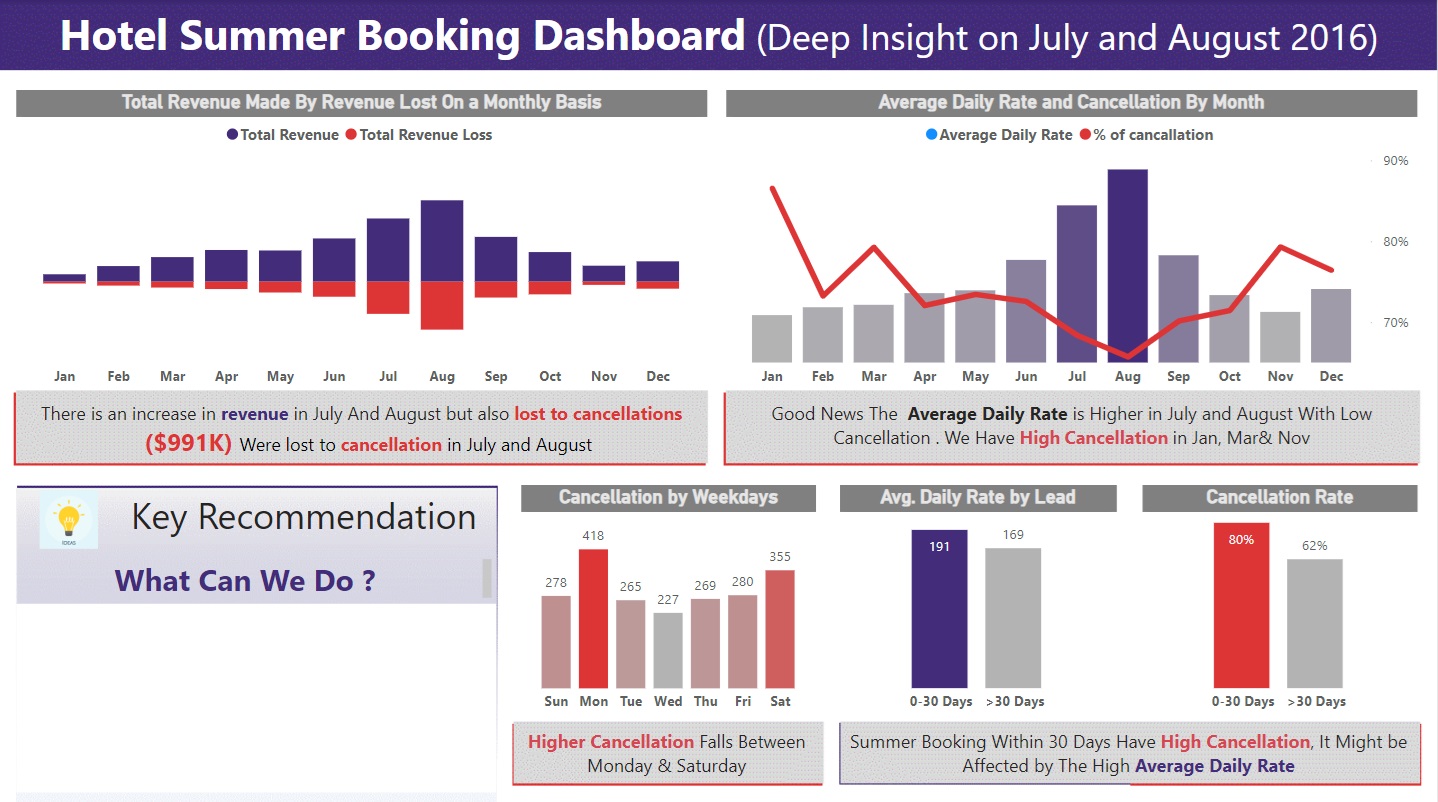 Hotel Summer Booking Dashboard (Deep Insight on July and August 2016)
Total Revenue Made By Revenue Lost On a Monthly Basis
Total Revenue Total Revenue Loss
Jan Feb Mar Apr May Jun Jul Aug Sep Oct Nov Dec
There is an increase in revenue in July And August but also lost to cancellations
($991K) Were lost to cancellation in July and August
Average Daily Rate and Cancellation By Month
Average Daily Rate % of cancallation
90%
80%
70%
Jan Feb Mar Apr May Jun Jul Aug Sep Oct Nov Dec
Good News The Average Daily Rate is Higher in July and August With Low
Cancellation . We Have High Cancellation in Jan, Mar& Nov
IDEAS
Key Recommendation
What Can We Do ?
Cancellation by Weekdays
278 418 265 227 269 280 355
Sun Mon Tue Wed Thu Fri Sat
Higher Cancellation Falls Between
Monday & Saturday
Avg. Daily Rate by Lead
191 169
0-30 Days >30 Days
Cancellation Rate
80% 62%
0-30 Days >30 Days
Summer Booking Within 30 Days Have High Cancellation, It Might be
Affected by The High Average Daily Rate